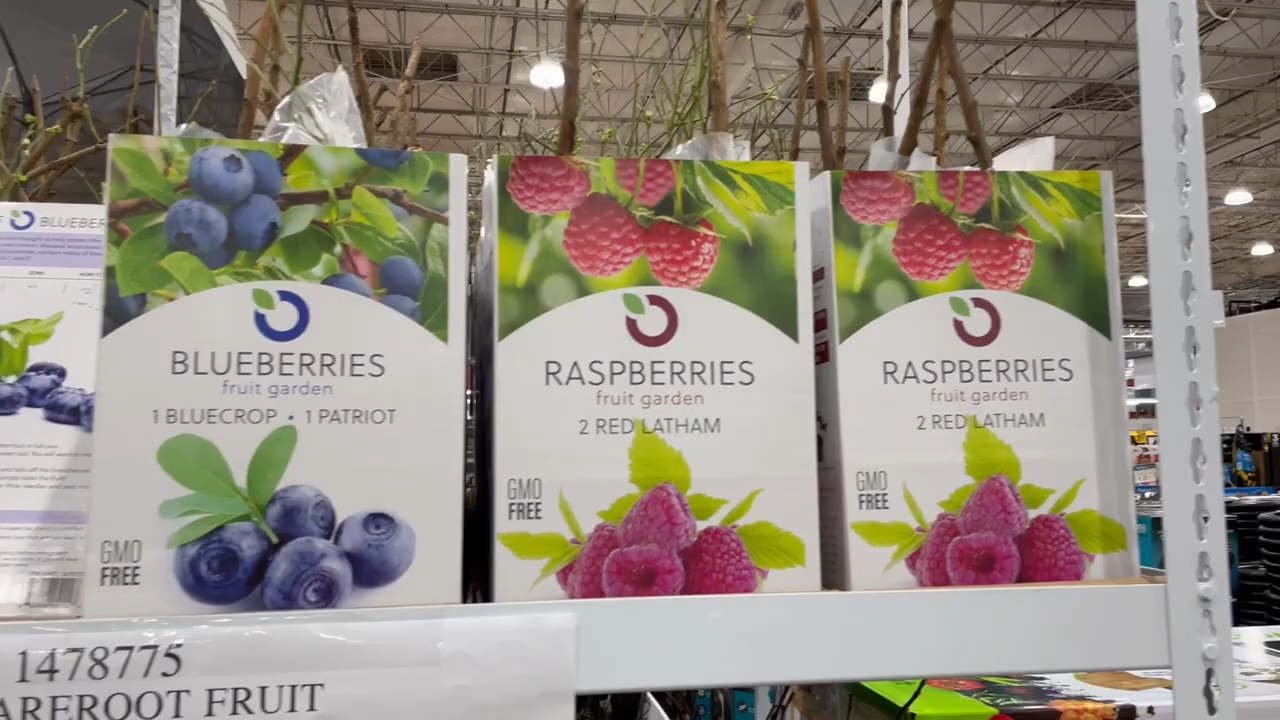 BLUEBER
BLUEBERRIES
fruit garden
1 BLUECROP • 1 PATRIOT
GMO
FREE
RASPBERRIES
fruit garden
2 RED LATHAM
GMO
FREE
RASPBERRIES
fruit garden
2 RED LATHAM
GMO
FREE
1478775
AREROOT FRUIT